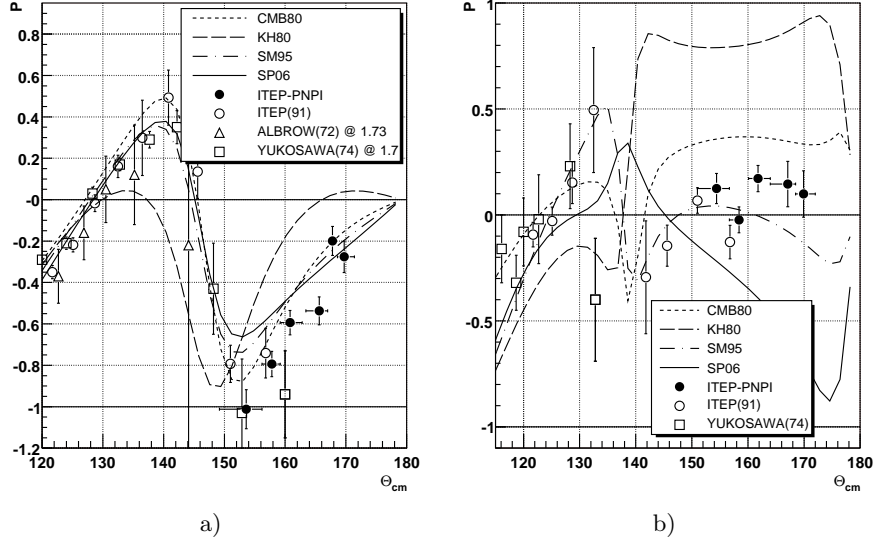 P
0.8
0.6
0.4
0.2
-0
-0.2
-0.4
-0.6
-0.8
-1
-1.2
120 130 140 150 160 170 180
Θcm
CMB80
KH80
SM95
SP06
ITEP-PNPI
ITEP(91)
ALBROW(72) @ 1.73
YUKOSAWA(74) @ 1.7
a)
P
1
0.5
0
-0.5
-1
120 130 140 150 160 170 180
Θcm
CMB80
KH80
SM95
SP06
ITEP-PNPI
ITEP(91)
YUKOSAWA(74)
b)